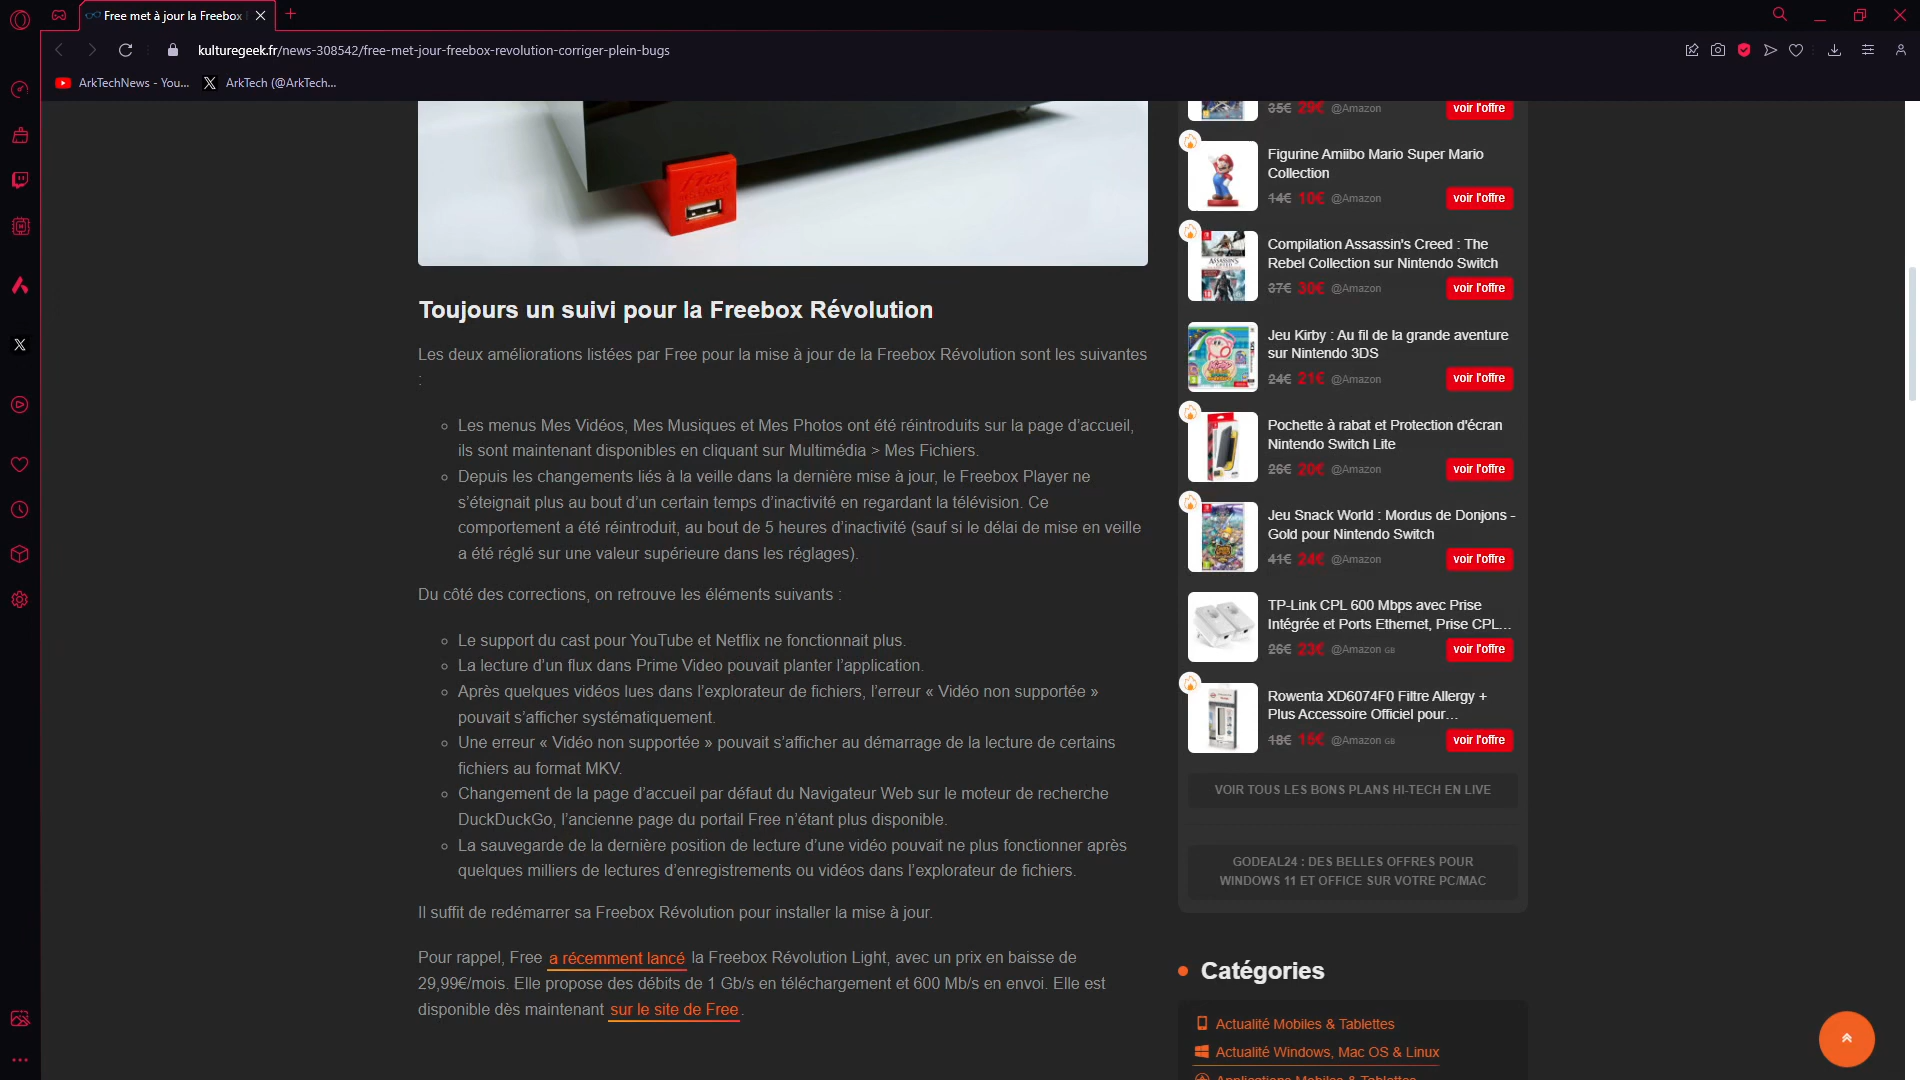 Free met à jour la Freebox
kulturegeek.fr/news-308542/free-met-jour-freebox-revolution-corriger-plein-bugs
ArkTechNews - You...
ArkTech (@ArkTech...
Toujours un suivi pour la Freebox Révolution
Les deux améliorations listées par Free pour la mise à jour de la Freebox Révolution sont les suivantes
:
Les menus Mes Vidéos, Mes Musiques et Mes Photos ont été réintroduits sur la page d’accueil,
ils sont maintenant disponibles en cliquant sur Multimédia > Mes Fichiers.
Depuis les changements liés à la veille dans la dernière mise à jour, le Freebox Player ne
s’éteignait plus au bout d’un certain temps d’inactivité en regardant la télévision. Ce
comportement a été réintroduit, au bout de 5 heures d’inactivité (sauf si le délai de mise en veille
a été réglé sur une valeur supérieure dans les réglages).
Du côté des corrections, on retrouve les éléments suivants :
Le support du cast pour YouTube et Netflix ne fonctionnait plus.
La lecture d’un flux dans Prime Video pouvait planter l’application.
Après quelques vidéos lues dans l’explorateur de fichiers, l’erreur « Vidéo non supportée »
pouvait s’afficher systématiquement.
Une erreur « Vidéo non supportée » pouvait s’afficher au démarrage de la lecture de certains
fichiers au format MKV.
Changement de la page d’accueil par défaut du Navigateur Web sur le moteur de recherche
DuckDuckGo, l’ancienne page du portail Free n’étant plus disponible.
La sauvegarde de la dernière position de lecture d’une vidéo pouvait ne plus fonctionner après
quelques milliers de lectures d’enregistrements ou vidéos dans l’explorateur de fichiers.
Il suffit de redémarrer sa Freebox Révolution pour installer la mise à jour.
Pour rappel, Free a récemment lancé la Freebox Révolution Light, avec un prix en baisse de
29,99€/mois. Elle propose des débits de 1 Gb/s en téléchargement et 600 Mb/s en envoi. Elle est
disponible dès maintenant sur le site de Free.
35€ 29€ @Amazon voir l'offre
Figurine Amiibo Mario Super Mario
Collection
14€ 10€ @Amazon voir l'offre
Compilation Assassin's Creed : The
Rebel Collection sur Nintendo Switch
37€ 30€ @Amazon voir l'offre
Jeu Kirby : Au fil de la grande aventure
sur Nintendo 3DS
24€ 21€ @Amazon voir l'offre
Pochette à rabat et Protection d'écran
Nintendo Switch Lite
26€ 20€ @Amazon voir l'offre
Jeu Snack World : Mordus de Donjons -
Gold pour Nintendo Switch
41€ 24€ @Amazon voir l'offre
TP-Link CPL 600 Mbps avec Prise
Intégrée et Ports Ethernet, Prise CPL...
26€ 23€ @Amazon GB voir l'offre
Rowenta XD6074F0 Filtre Allergy +
Plus Accessoire Officiel pour...
18€ 15€ @Amazon GB voir l'offre
VOIR TOUS LES BONS PLANS HI-TECH EN LIVE
GODEAL24 : DES BELLES OFFRES POUR
WINDOWS 11 ET OFFICE SUR VOTRE PC/MAC
Catégories
Actualité Mobiles & Tablettes
Actualité Windows, Mac OS & Linux
Applications Mobiles & Tablettes